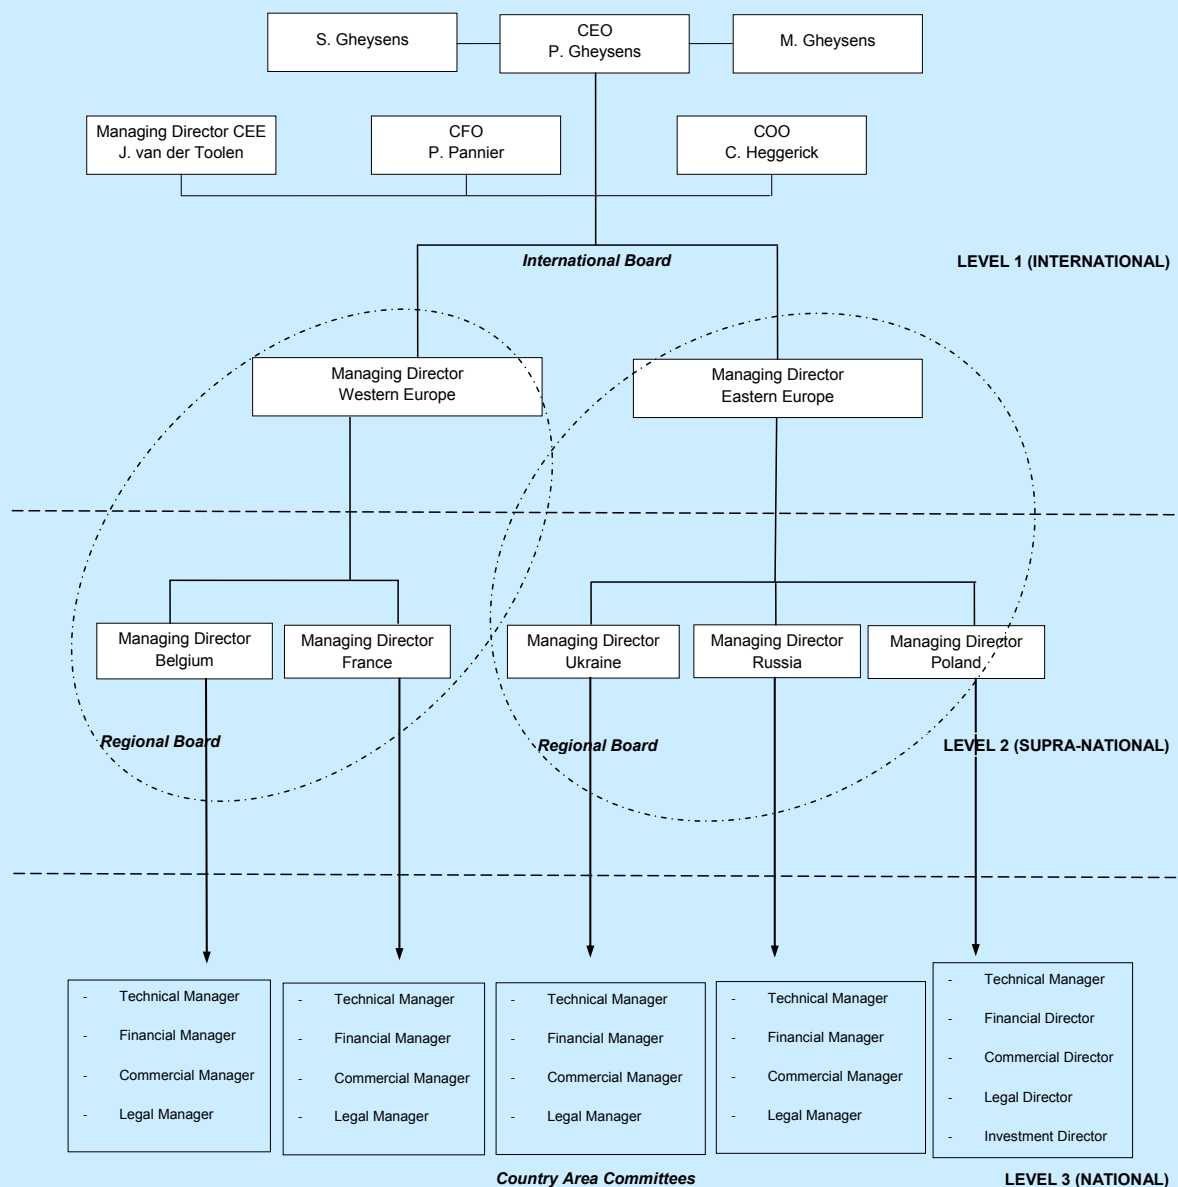 S. Gheysens
CEO
P. Gheysens
M. Gheysens
Managing Director CEE
J. van der Toolen
CFO
P. Pannier
COO
C. Heggerick
International Board
LEVEL 1 (INTERNATIONAL)
Managing Director
Western Europe
Managing Director
Eastern Europe
Managing Director
Belgium
Managing Director
France
Managing Director
Ukraine
Managing Director
Russia
Managing Director
Poland
Regional Board
Regional Board
LEVEL 2 (SUPRA-NATIONAL)
- Technical Manager
- Financial Manager
- Commercial Manager
- Legal Manager
- Technical Manager
- Financial Manager
- Commercial Manager
- Legal Manager
- Technical Manager
- Financial Manager
- Commercial Manager
- Legal Manager
- Technical Manager
- Financial Manager
- Commercial Manager
- Legal Manager
- Technical Manager
- Financial Director
- Commercial Director
- Legal Director
- Investment Director
Country Area Committees
LEVEL 3 (NATIONAL)